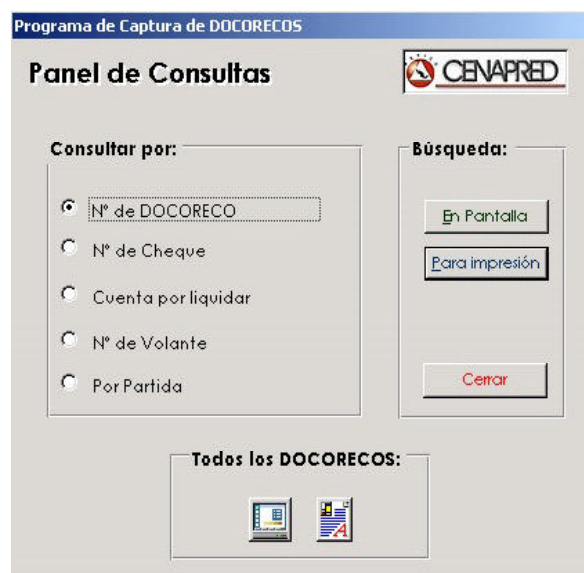 Programa de Captura de DOCORECOS
Panel de Consultas
CENAPRED
Consultar por:
Nº de DOCORECO
Nº de Cheque
Cuenta por liquidar
Nº de Volante
Por Partida
Búsqueda:
En Pantalla
Para impresión
Cerrar
Todos los DOCORECOS: